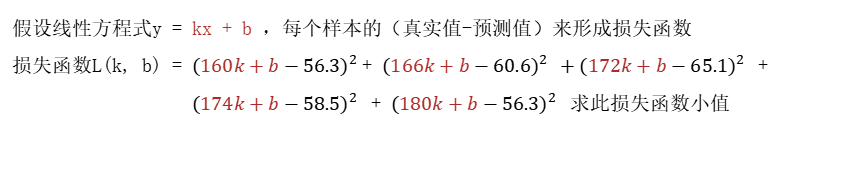 假设线性方程式y = kx + b ，每个样本的（真实值-预测值）来形成损失函数
损失函数L(k, b) = (160k + b − 56.3)² + (166k + b − 60.6)² + (172k + b − 65.1)² +
(174k + b − 58.5)² + (180k + b − 56.3)² 求此损失函数小值